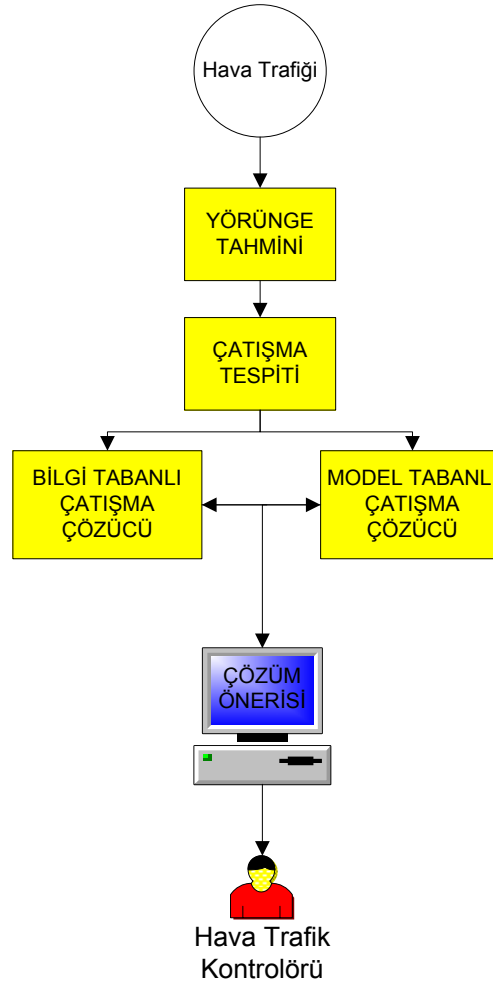 Hava Trafiği
YÖRÜNGE
TAHMİNİ
ÇATIŞMA
TESPİTİ
BİLGİ TABANLI
ÇATIŞMA
ÇÖZÜCÜ
MODEL TABANL
ÇATIŞMA
ÇÖZÜCÜ
ÇÖZÜM
ÖNERİSİ
Hava Trafik
Kontrolörü